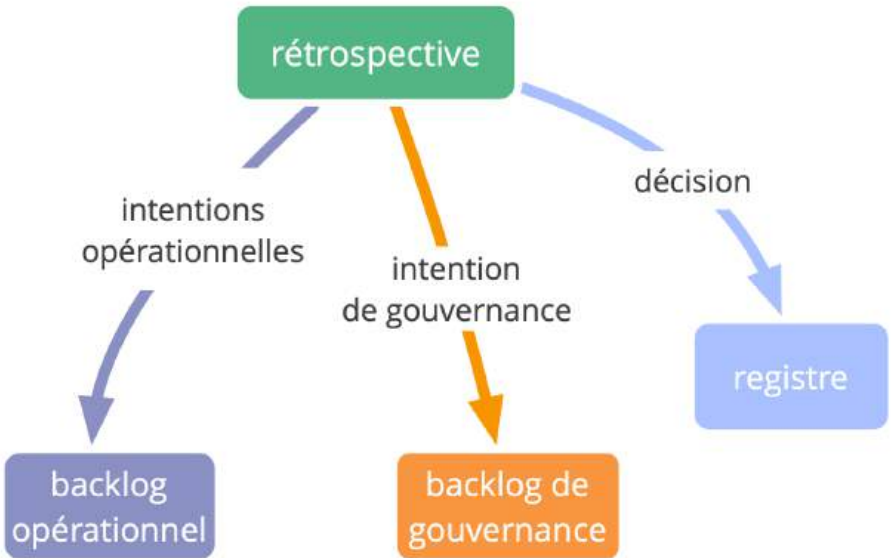 rétrospective
décision
intentions
opérationnelles
intention
de gouvernance
registre
backlog
opérationnel
backlog de
gouvernance